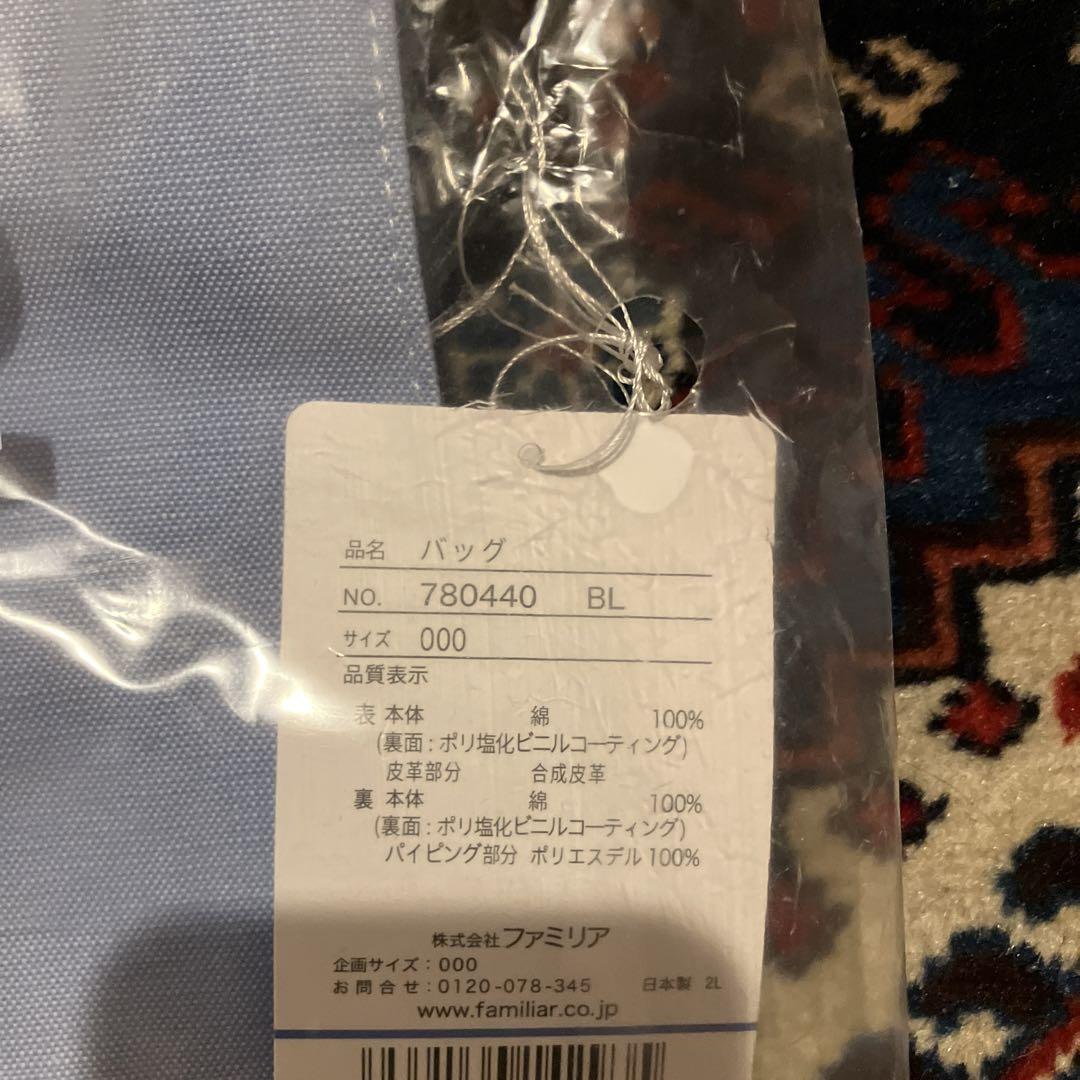 品名 バッグ
NO. 780440 BL
サイズ 000
品質表示
表 本体 綿 100%
(裏面:ポリ塩化ビニルコーティング)
皮革部分 合成皮革
裏 本体 綿 100%
(裏面:ポリ塩化ビニルコーティング)
パイピング部分 ポリエステル 100%
株式会社ファミリア
企画サイズ:000
お問合せ:0120-078-345 日本製 2L
www.familiar.co.jp